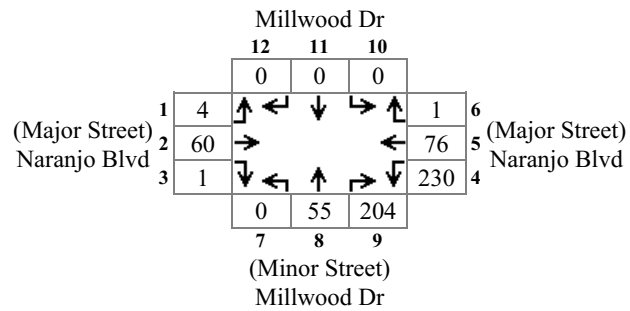 Millwood Dr
12 11 10
0 0 0
1 4 1 6
(Major Street) 2 60 76 5 (Major Street)
Naranjo Blvd Naranjo Blvd
3 1 230 4
0 55 204
7 8 9
(Minor Street)
Millwood Dr